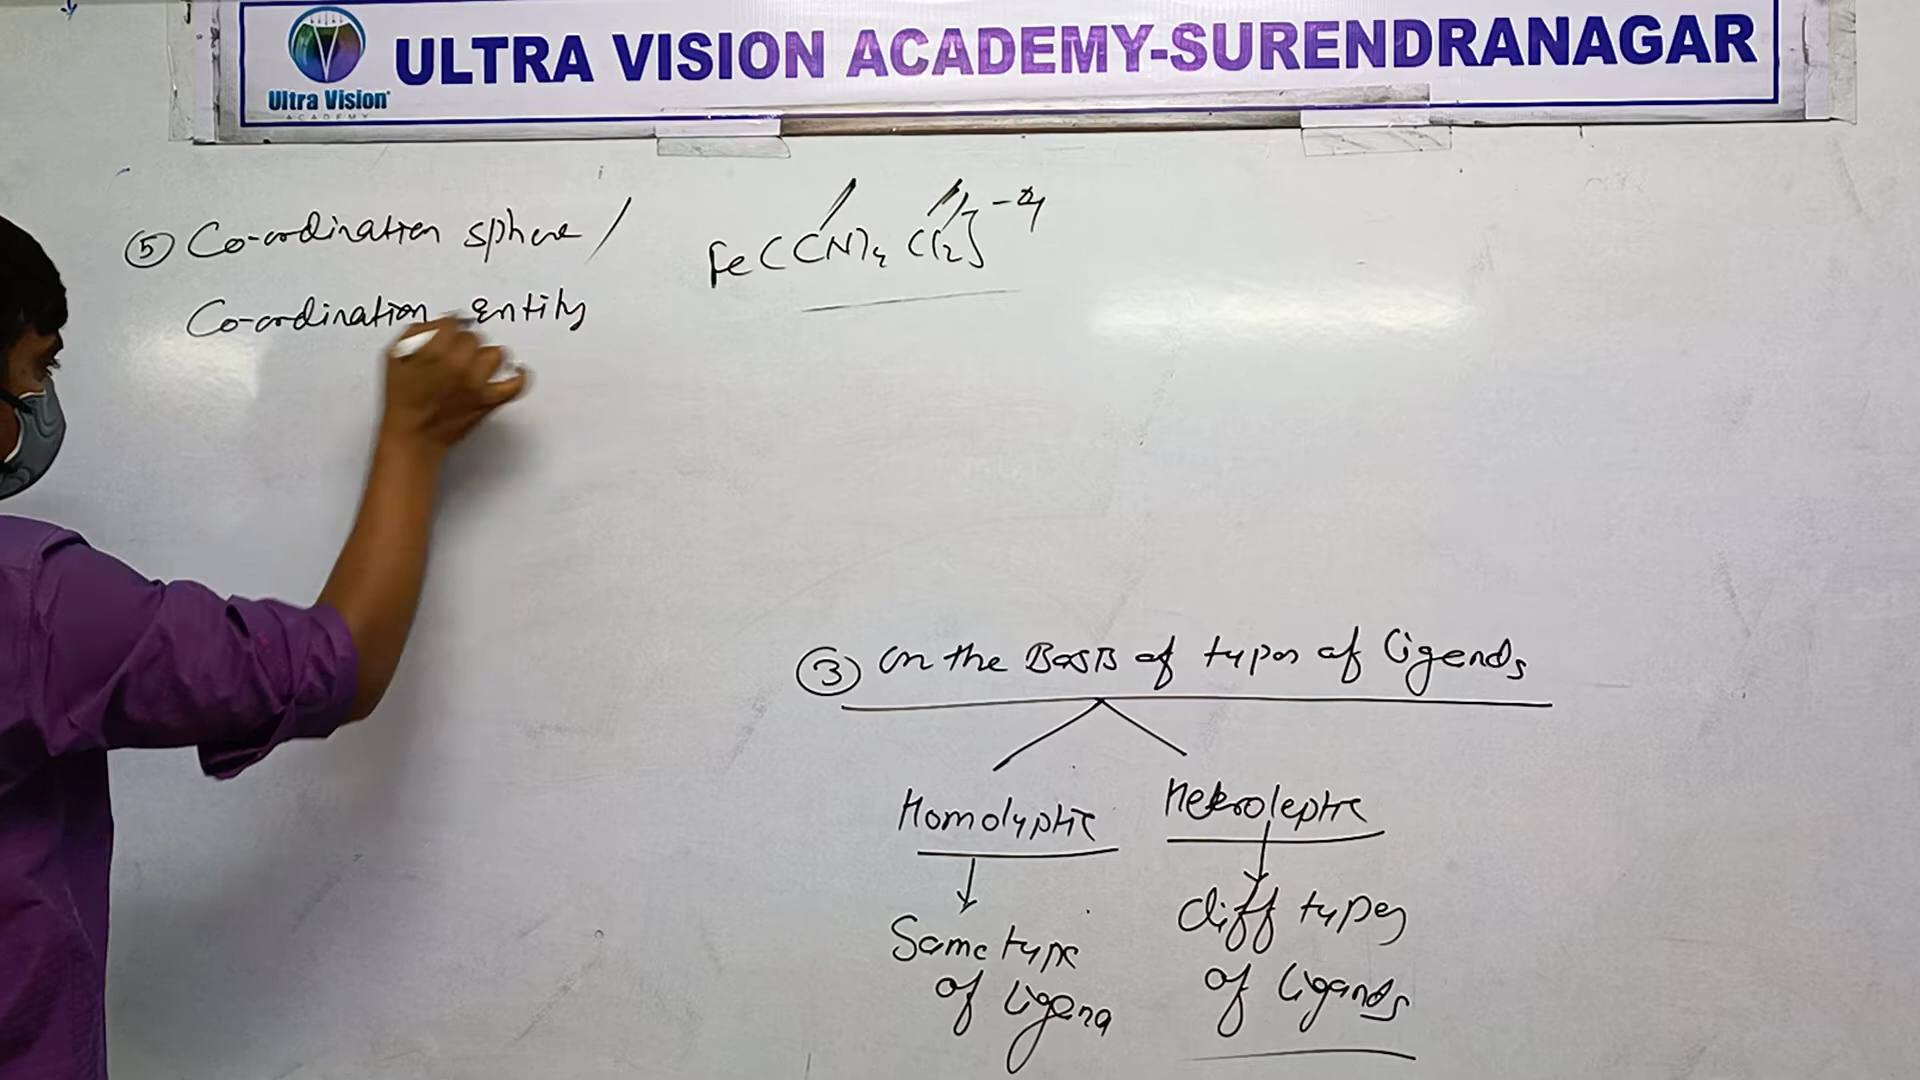 ULTRA VISION ACADEMY-SURENDRANAGAR
Ultra Vision
ACADEMY
⑤ Co-ordination sphere /
Co-ordination entity
Fe(CN)4 Cl2]-4
③ On the Basis of types of Ligends
Homolyptic
Heteroleptic
Same type
of Ligand
diff types
of Ligands